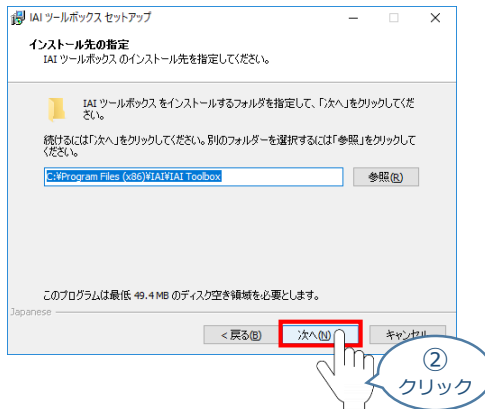 IAI ツールボックス セットアップ
インストール先の指定
IAI ツールボックス のインストール先を指定してください。
IAI ツールボックス をインストールするフォルダを指定して、「次へ」をクリックしてくだ
さい。
続けるには「次へ」をクリックしてください。別のフォルダーを選択するには「参照」をクリックして
ください。
C:¥Program Files (x86)¥IAI¥IAI Toolbox
参照(R)
このプログラムは最低 49.4 MB のディスク空き領域を必要とします。
Japanese
< 戻る(B)
次へ(N)
キャンセル
②
クリック